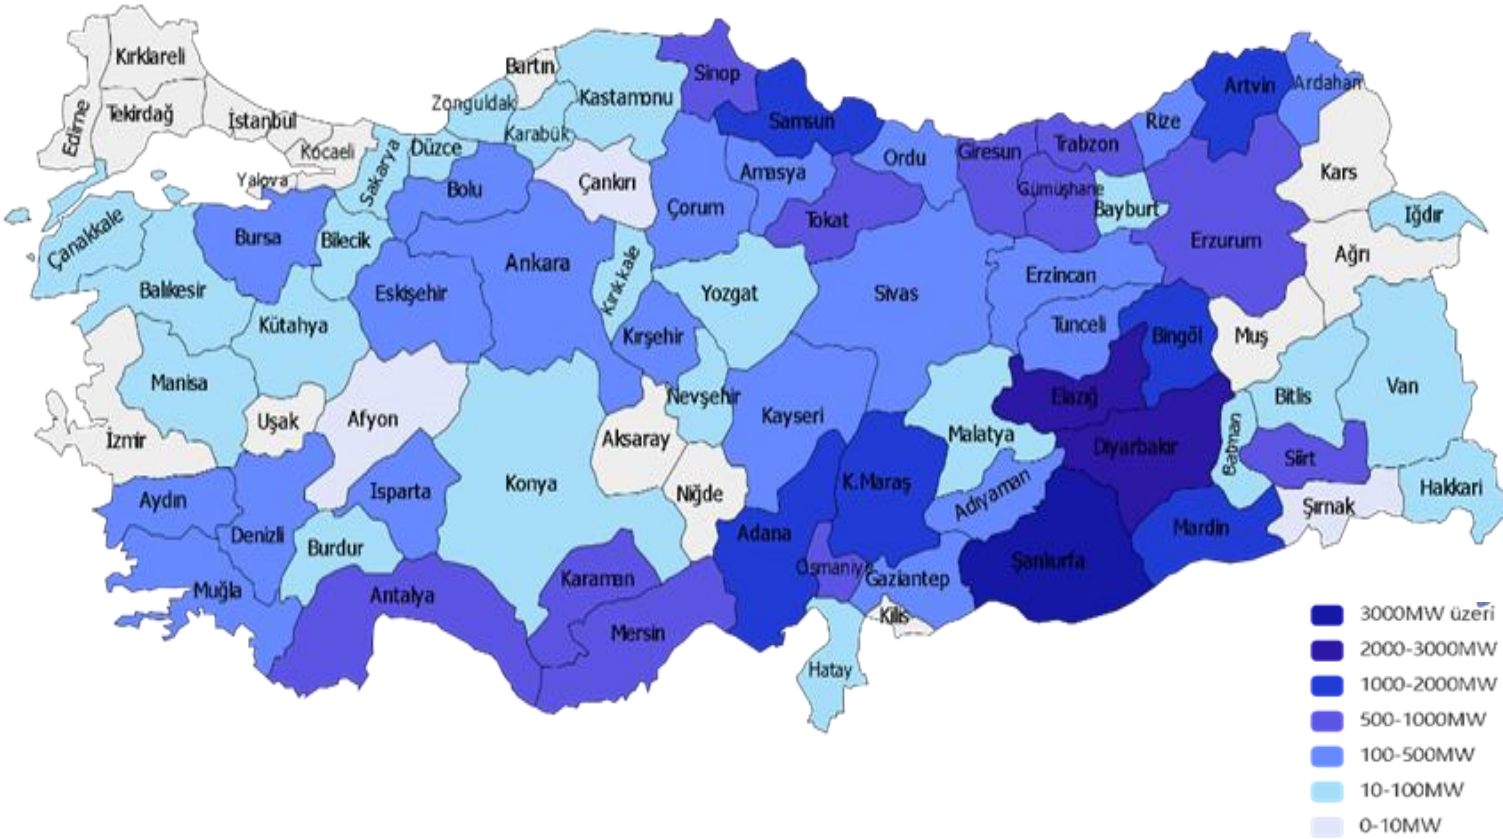 Kırklareli
Edirne
Tekirdağ
İstanbul
Kocaeli
Yalova
Sakarya
Düzce
Zonguldak
Bartın
Karabük
Kastamonu
Sinop
Samsun
Çankırı
Bolu
Çorum
Amasya
Tokat
Ordu
Giresun
Gümüşhane
Trabzon
Bayburt
Rize
Artvin
Ardahan
Kars
Iğdır
Ağrı
Erzurum
Erzincan
Tunceli
Bingöl
Muş
Bitlis
Van
Hakkari
Şırnak
Siirt
Batman
Mardin
Diyarbakır
Elazığ
Malatya
Adıyaman
Şanlıurfa
Gaziantep
Kilis
Hatay
Osmaniye
K.Maraş
Adana
Kayseri
Sivas
Yozgat
Kırşehir
Kırıkkale
Nevşehir
Aksaray
Niğde
Ankara
Eskişehir
Konya
Karaman
Mersin
Antalya
Isparta
Burdur
Afyon
Uşak
Kütahya
Bilecik
Bursa
Balıkesir
Çanakkale
Manisa
İzmir
Aydın
Denizli
Muğla
3000MW üzeri
2000-3000MW
1000-2000MW
500-1000MW
100-500MW
10-100MW
0-10MW